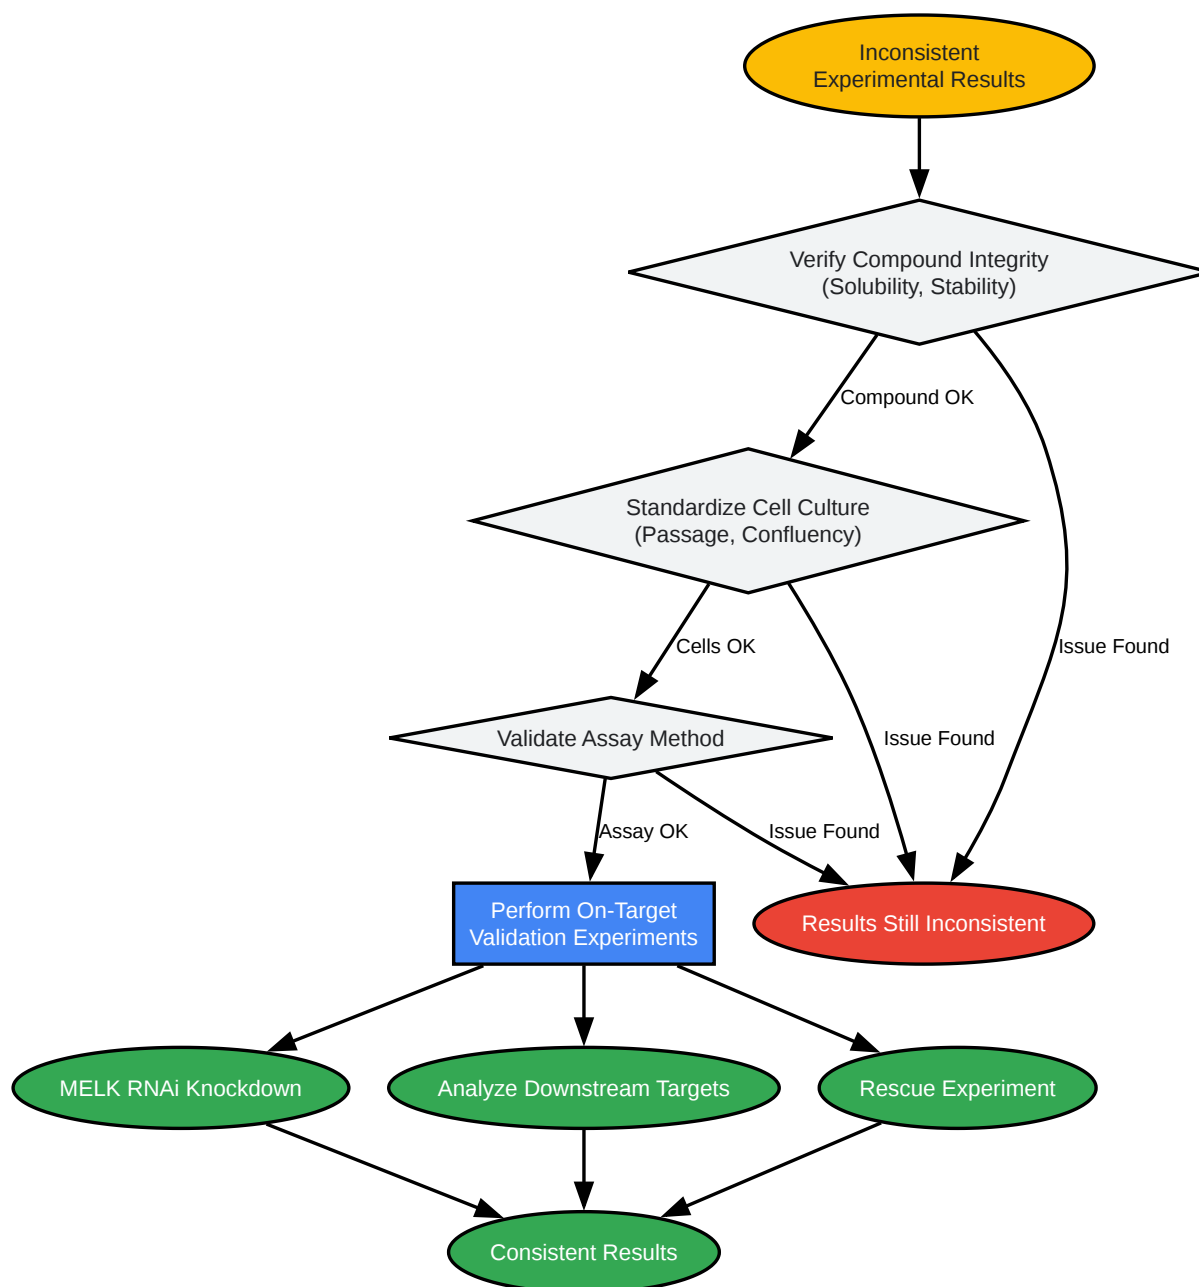 Inconsistent
Experimental Results
Verify Compound Integrity
(Solubility, Stability)
Compound OK
Standardize Cell Culture
(Passage, Confluency)
Cells OK
Issue Found
Validate Assay Method
Issue Found
Assay OK
Issue Found
Perform On-Target
Validation Experiments
Results Still Inconsistent
MELK RNAi Knockdown
Analyze Downstream Targets
Rescue Experiment
Consistent Results